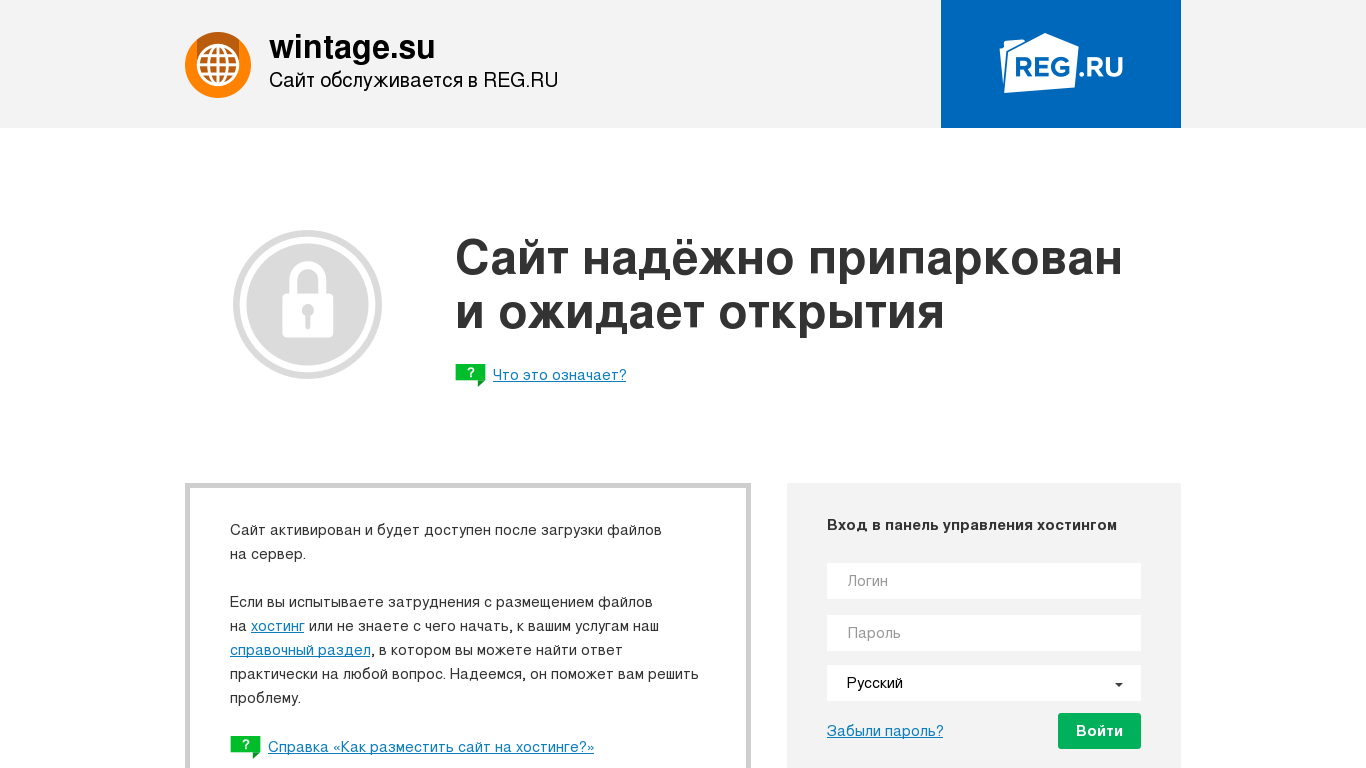 wintage.su
Сайт обслуживается в REG.RU
REG.RU
Сайт надёжно припаркован
и ожидает открытия
? Что это означает?
Сайт активирован и будет доступен после загрузки файлов
на сервер.
Если вы испытываете затруднения с размещением файлов
на хостинг или не знаете с чего начать, к вашим услугам наш
справочный раздел, в котором вы можете найти ответ
практически на любой вопрос. Надеемся, он поможет вам решить
проблему.
? Справка «Как разместить сайт на хостинге?»
Вход в панель управления хостингом
Логин
Пароль
Русский
Забыли пароль? Войти